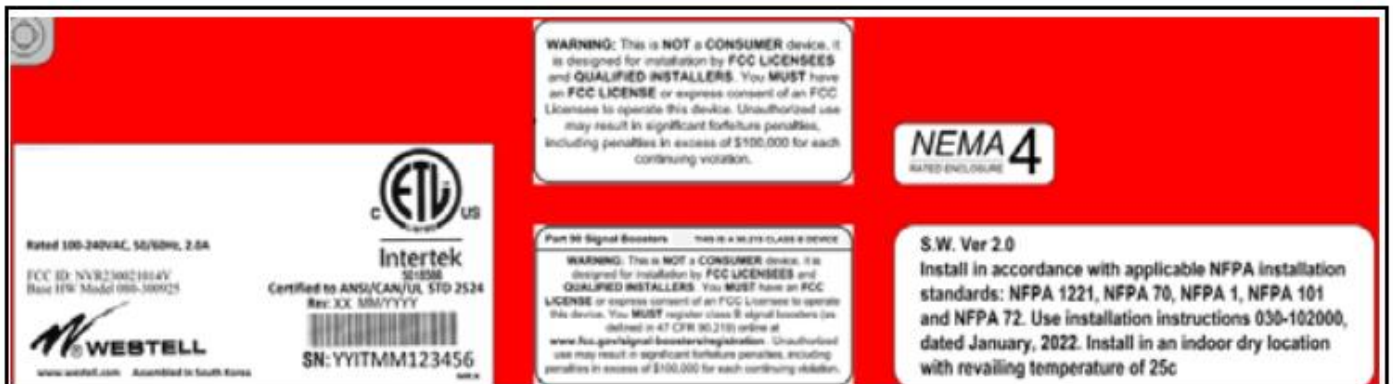 WARNING: This is NOT a CONSUMER device. It
is designed for installation by FCC LICENSEES
and QUALIFIED INSTALLERS. You MUST have
an FCC LICENSE or express consent of an FCC
Licensee to operate this device. Unauthorized use
may result in significant forfeiture penalties,
including penalties in excess of $100,000 for each
continuing violation.
NEMA 4
RATED ENCLOSURE
ETL
C US
Intertek
Rated 100-240VAC, 50/60Hz, 2.0A
FCC ID: NVR230021014V
Base HW Model 080-300925
Certified to ANSI/CAN/UL STD 2524
Rev: XX MM/YYYY
SN: YYITMM123456
WESTELL
www.westell.com Assembled in South Korea
Part 90 Signal Boosters THIS IS A 90.219 CLASS B DEVICE
WARNING: This is NOT a CONSUMER device. It is
designed for installation by FCC LICENSEES and
QUALIFIED INSTALLERS. You MUST have an FCC
LICENSE or express consent of an FCC Licensee to operate
this device. You MUST register class B signal boosters (as
defined in 47 CFR 90.219) online at
www.fcc.gov/signal-boosters/registration. Unauthorized
use may result in significant forfeiture penalties, including
penalties in excess of $100,000 for each continuing violation.
S.W. Ver 2.0
Install in accordance with applicable NFPA installation
standards: NFPA 1221, NFPA 70, NFPA 1, NFPA 101
and NFPA 72. Use installation instructions 030-102000,
dated January, 2022. Install in an indoor dry location
with revailing temperature of 25c